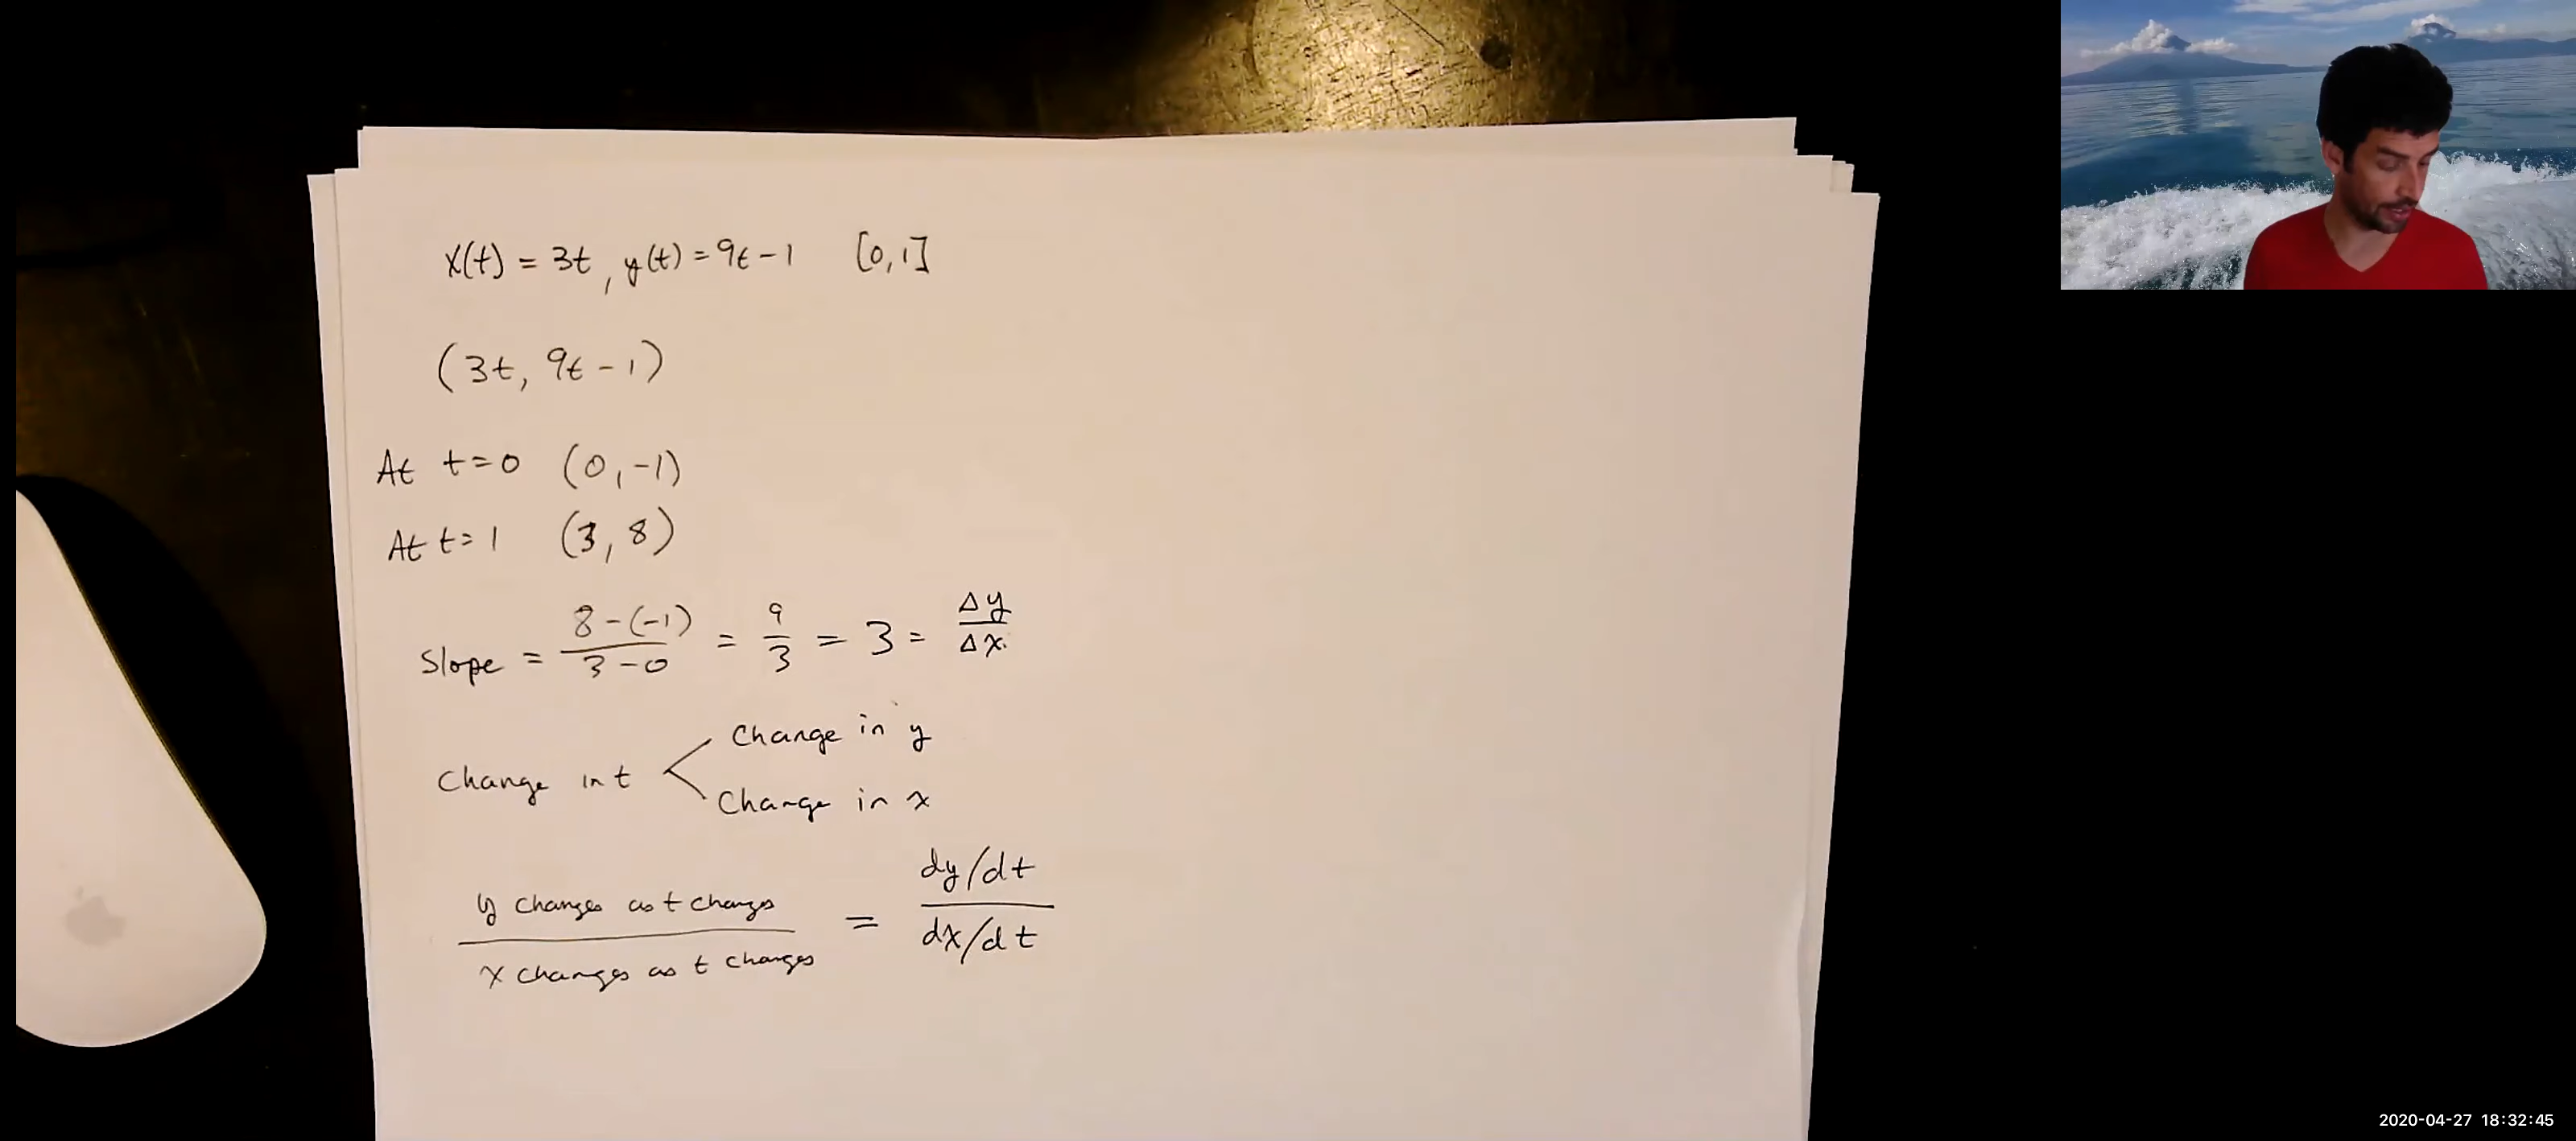 x(t) = 3t, y(t) = 9t - 1 [0,1]
(3t, 9t - 1)
At t=0 (0,-1)
At t=1 (3,8)
Slope = 8-(-1)/3-0 = 9/3 = 3 = Δy/Δx
Change in t < Change in y
Change in x
y changes as t changes
x changes as t changes
= dy/dt
dx/dt
2020-04-27 18:32:45